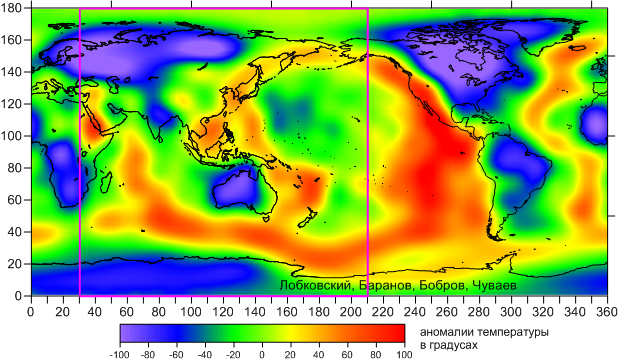 180
160
140
120
100
80
60
40
20
0
Лобковский, Баранов, Бобров, Чуваев
0 20 40 60 80 100 120 140 160 180 200 220 240 260 280 300 320 340 360
-100 -80 -60 -40 -20 0 20 40 60 80 100
аномалии температуры
в градусах